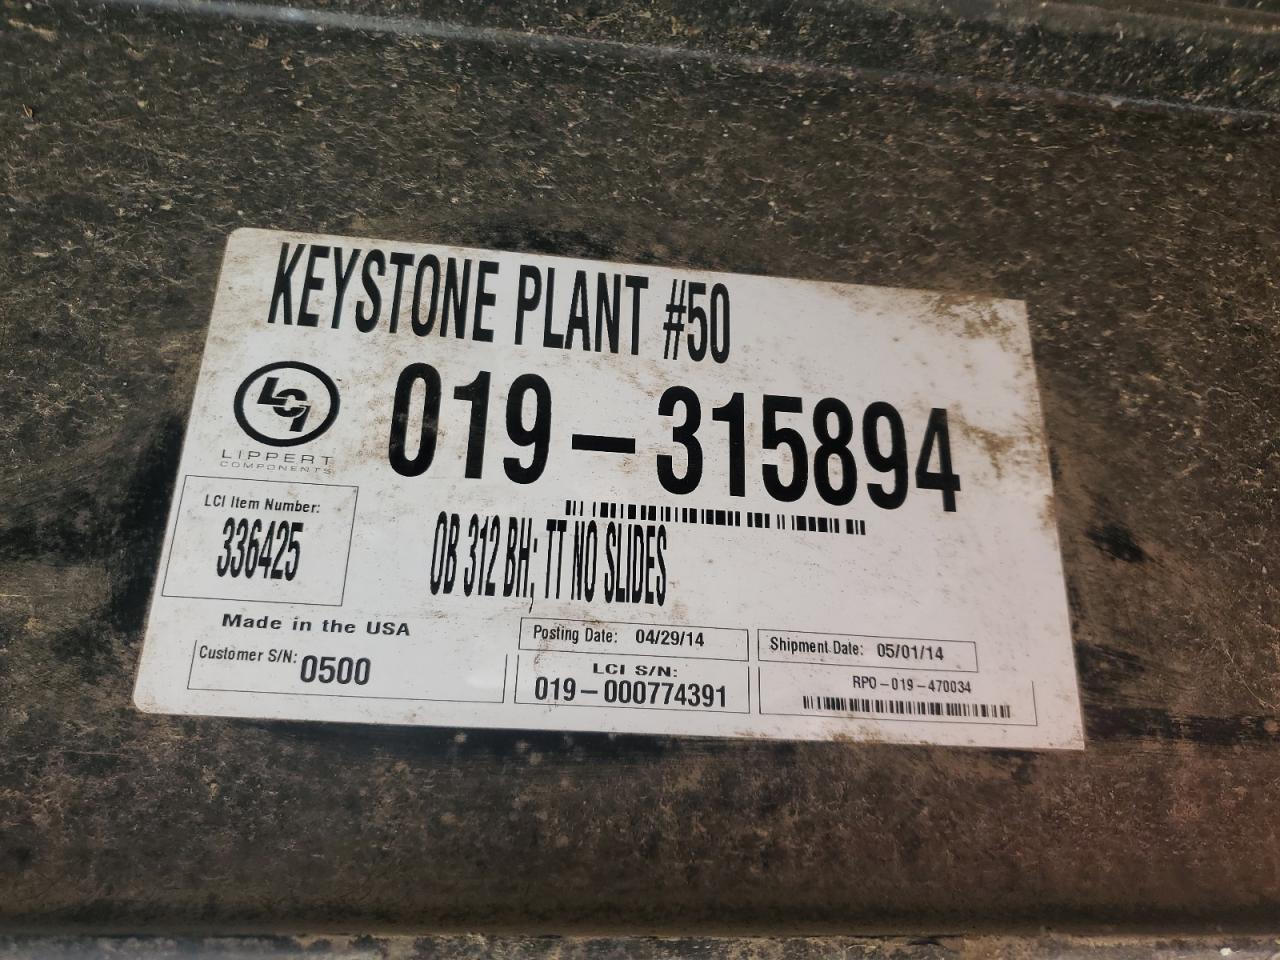 KEYSTONE PLANT #50
LCI
LIPPERT
COMPONENTS
019-315894
LCI Item Number:
336425
OB 312 BH; TT NO SLIDES
Made in the USA
Customer S/N: 0500
Posting Date: 04/29/14
LCI S/N:
019-000774391
Shipment Date: 05/01/14
RPO-019-470034